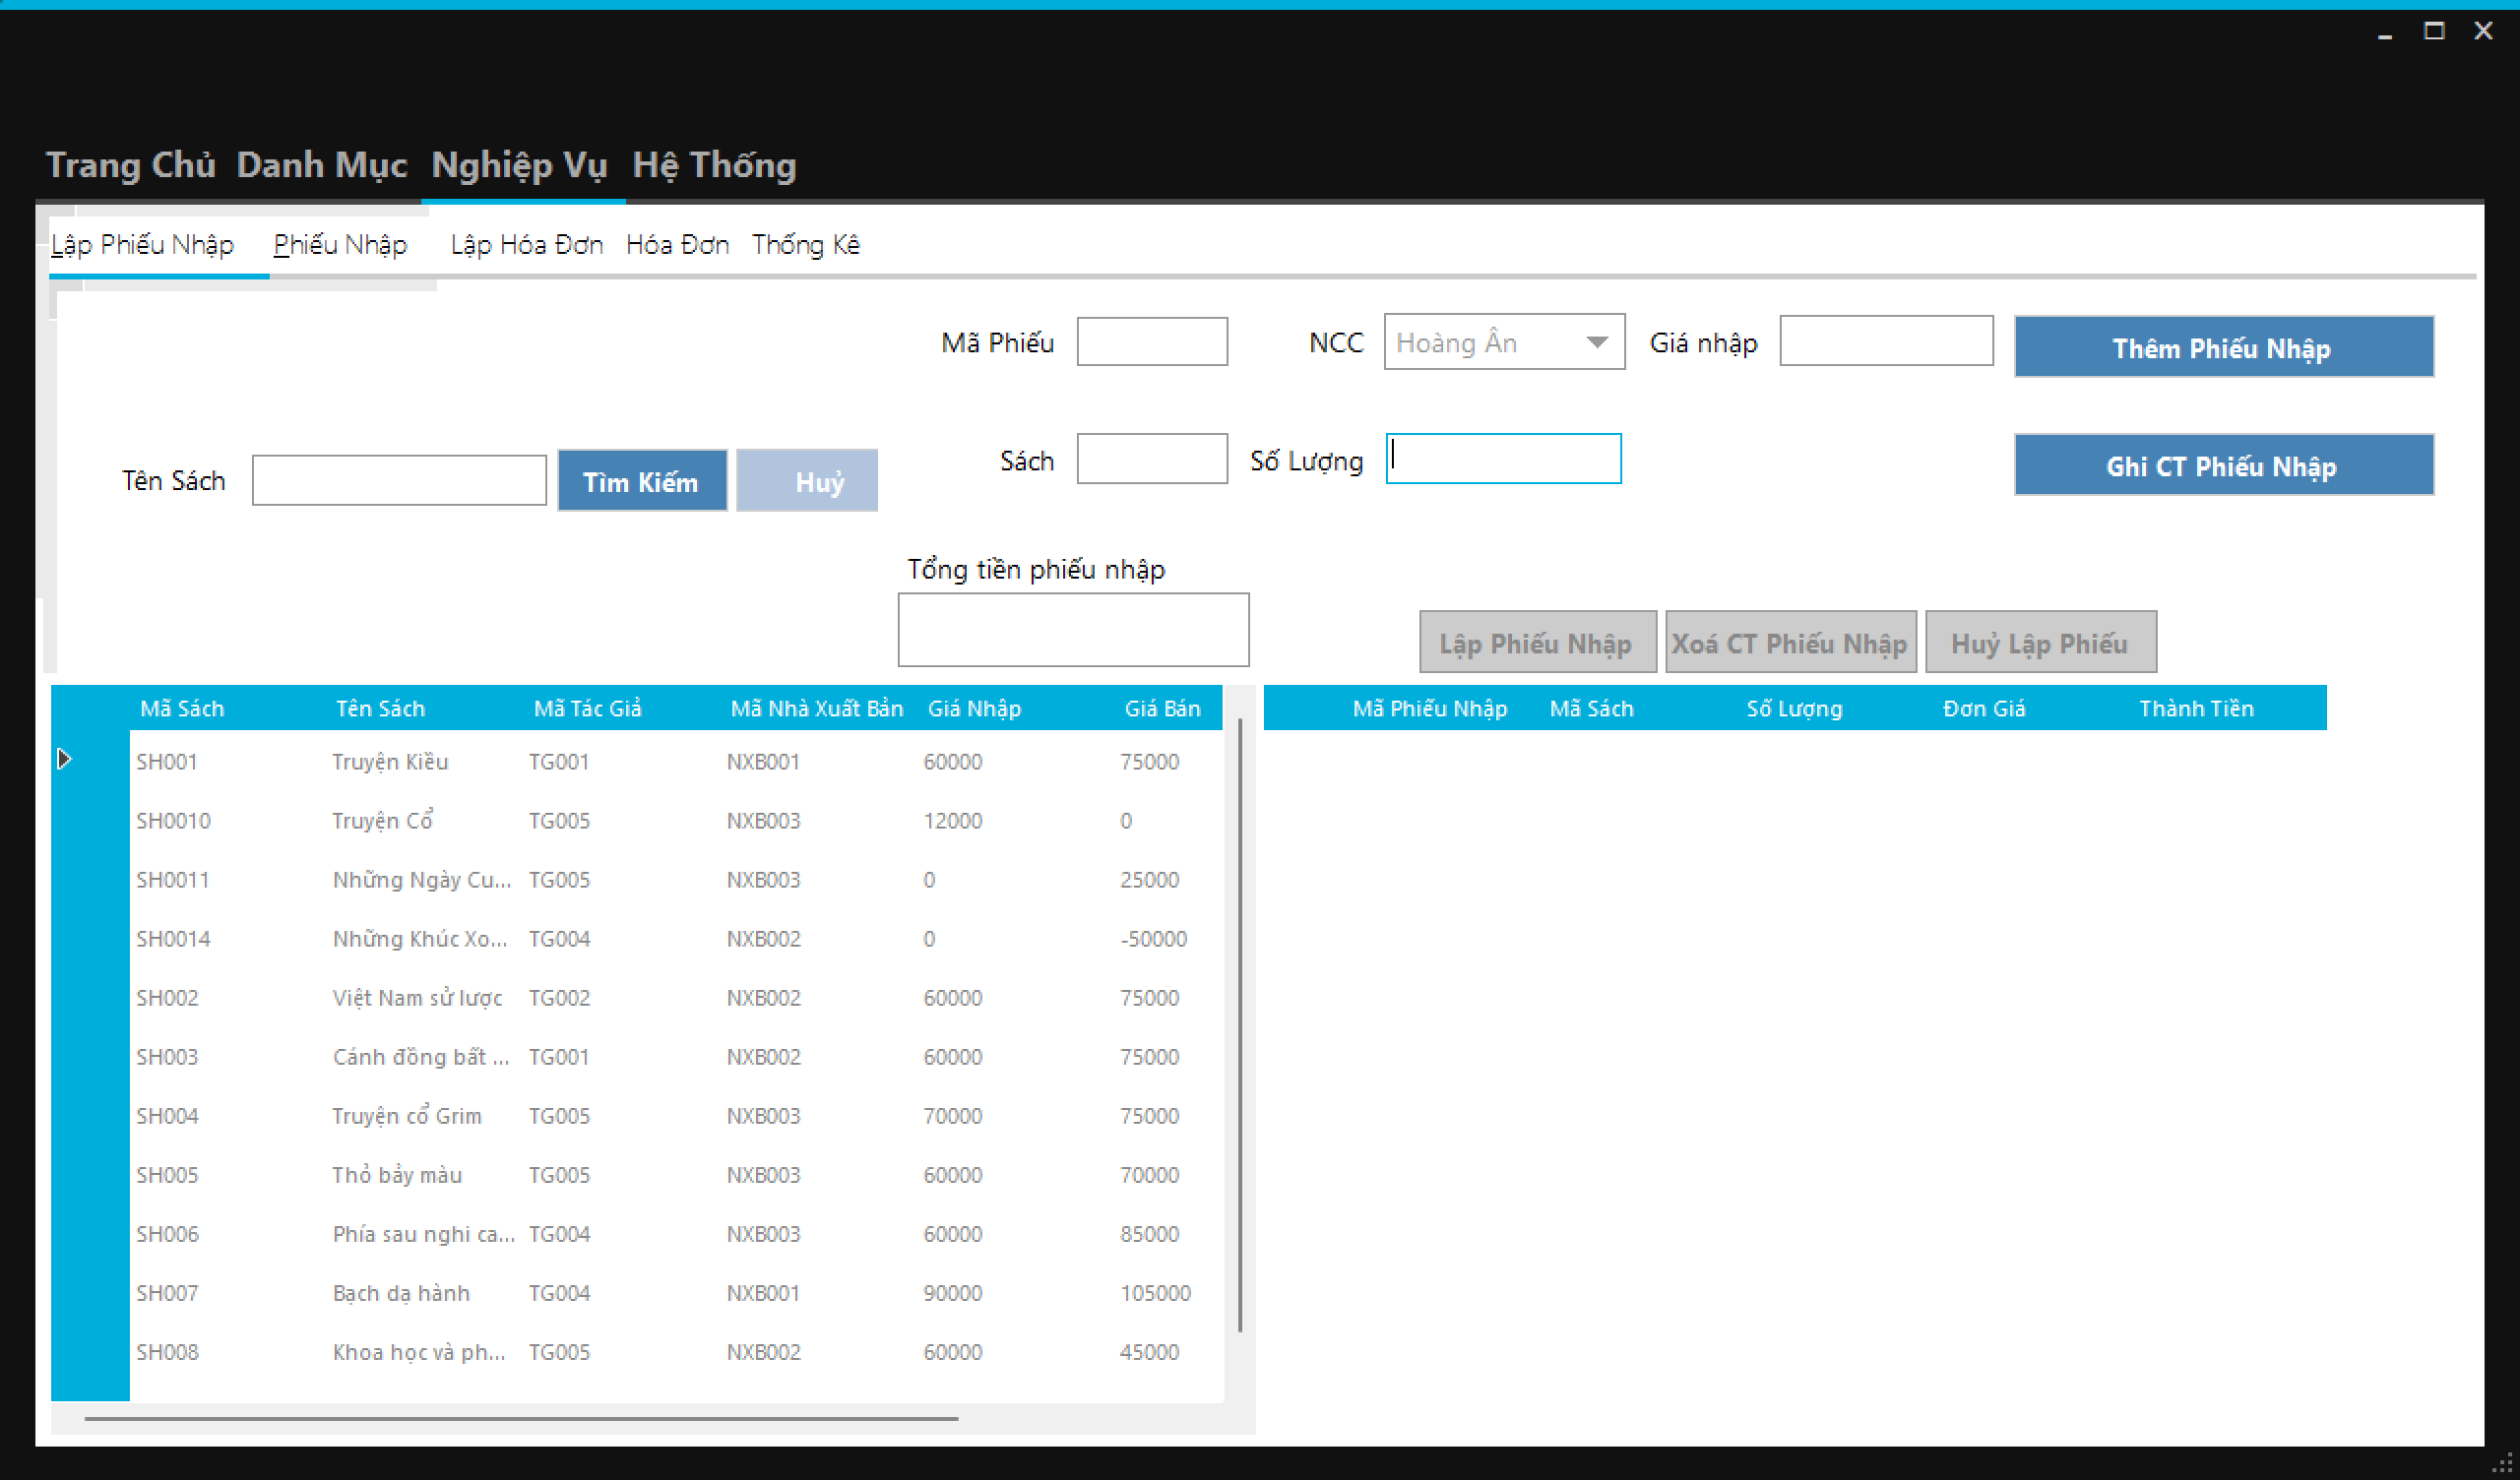 Trang Chủ Danh Mục Nghiệp Vụ Hệ Thống
Lập Phiếu Nhập Phiếu Nhập Lập Hóa Đơn Hóa Đơn Thống Kê
Mã Phiếu NCC Hoàng Ân Giá nhập Thêm Phiếu Nhập
Sách Số Lượng Ghi CT Phiếu Nhập
Tên Sách Tìm Kiếm Huỷ
Tổng tiền phiếu nhập
Lập Phiếu Nhập Xoá CT Phiếu Nhập Huỷ Lập Phiếu
Mã Sách Tên Sách Mã Tác Giả Mã Nhà Xuất Bản Giá Nhập Giá Bán Mã Phiếu Nhập Mã Sách Số Lượng Đơn Giá Thành Tiền
SH001 Truyện Kiều TG001 NXB001 60000 75000
SH0010 Truyện Cổ TG005 NXB003 12000 0
SH0011 Những Ngày Cu... TG005 NXB003 0 25000
SH0014 Những Khúc Xo... TG004 NXB002 0 -50000
SH002 Việt Nam sử lược TG002 NXB002 60000 75000
SH003 Cánh đồng bất ... TG001 NXB002 60000 75000
SH004 Truyện cổ Grim TG005 NXB003 70000 75000
SH005 Thỏ bẩy màu TG005 NXB003 60000 70000
SH006 Phía sau nghi ca... TG004 NXB003 60000 85000
SH007 Bạch dạ hành TG004 NXB001 90000 105000
SH008 Khoa học và ph... TG005 NXB002 60000 45000